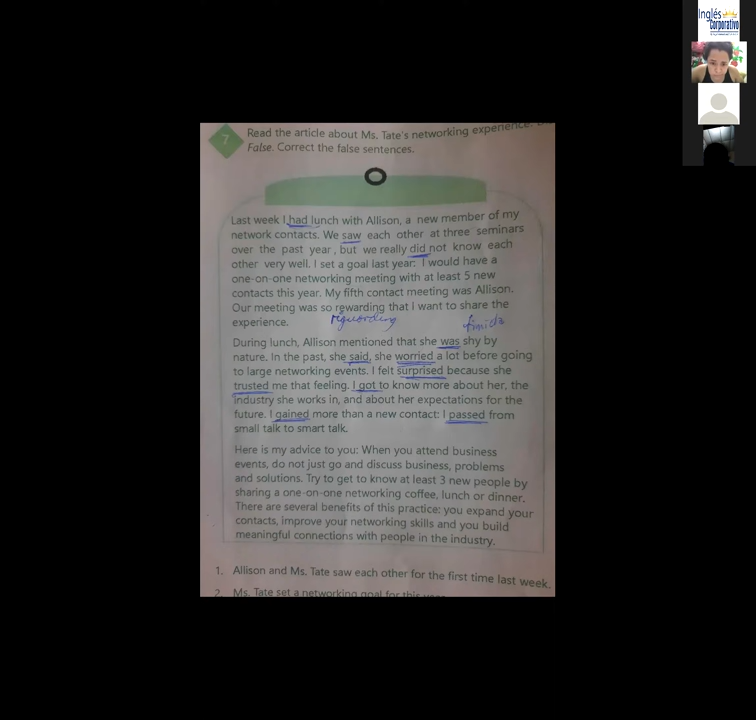 Inglés
Corporativo
7
Read the article about Ms. Tate's networking experience.
False. Correct the false sentences.
Last week I had lunch with Allison, a new member of my
network contacts. We saw each other at three seminars
over the past year, but we really did not know each
other very well. I set a goal last year: I would have a
one-on-one networking meeting with at least 5 new
contacts this year. My fifth contact meeting was Allison.
Our meeting was so rewarding that I want to share the
experience.
During lunch, Allison mentioned that she was shy by
nature. In the past, she said, she worried a lot before going
to large networking events. I felt surprised because she
trusted me that feeling. I got to know more about her, the
industry she works in, and about her expectations for the
future. I gained more than a new contact: I passed from
small talk to smart talk.
Here is my advice to you: When you attend business
events, do not just go and discuss business, problems
and solutions. Try to get to know at least 3 new people by
sharing a one-on-one networking coffee, lunch or dinner.
There are several benefits of this practice: you expand your
contacts, improve your networking skills and you build
meaningful connections with people in the industry.
1. Allison and Ms. Tate saw each other for the first time last week.
2. Ms. Tate set a networking goal for this